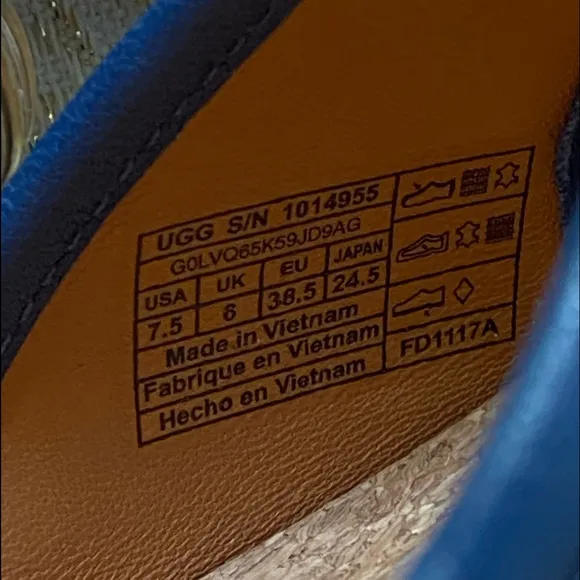 UGG S/N 1014955
G0LVQ65K59JD9AG
USA UK EU JAPAN
7.5 6 38.5 24.5
Made in Vietnam
Fabrique en Vietnam
Hecho en Vietnam
FD1117A